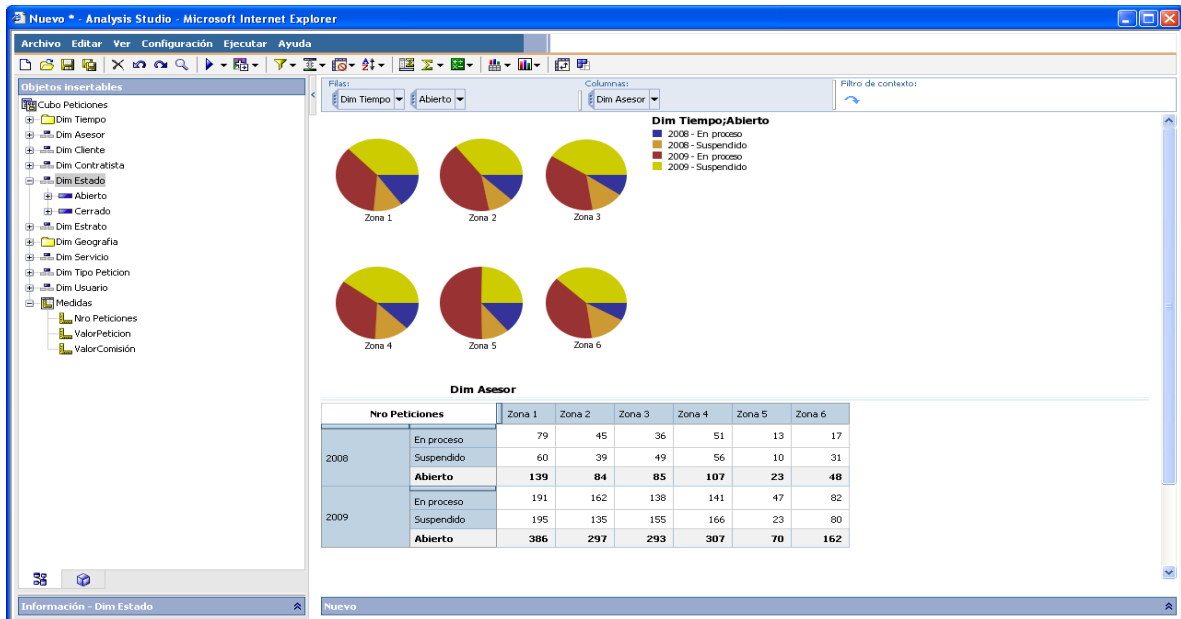 Nuevo * - Analysis Studio - Microsoft Internet Explorer
Archivo Editar Ver Configuración Ejecutar Ayuda
Objetos insertables
Cubo Peticiones
Dim Tiempo
Dim Asesor
Dim Cliente
Dim Contratista
Dim Estado
Abierto
Cerrado
Dim Estrato
Dim Geografia
Dim Servicio
Dim Tipo Peticion
Dim Usuario
Medidas
Nro Peticiones
ValorPeticion
ValorComisión
Información - Dim Estado
Filas:
Dim Tiempo Abierto
Columnas:
Dim Asesor
Filtro de contexto:
Dim Tiempo;Abierto
2008 - En proceso
2008 - Suspendido
2009 - En proceso
2009 - Suspendido
Zona 1 Zona 2 Zona 3
Zona 4 Zona 5 Zona 6
Dim Asesor
Nro Peticiones Zona 1 Zona 2 Zona 3 Zona 4 Zona 5 Zona 6
2008
En proceso 79 45 36 51 13 17
Suspendido 60 39 49 56 10 31
Abierto 139 84 85 107 23 48
2009
En proceso 191 162 138 141 47 82
Suspendido 195 135 155 166 23 80
Abierto 386 297 293 307 70 162
Nuevo